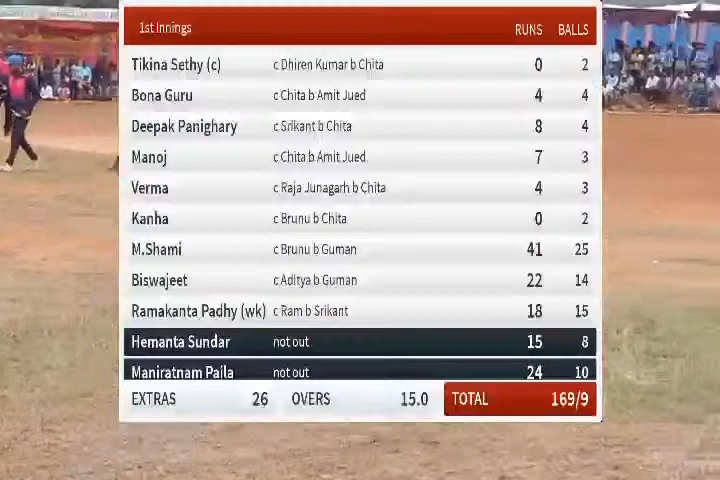 1st Innings RUNS BALLS
Tikina Sethy (c) c Dhiren Kumar b Chita 0 2
Bona Guru c Chita b Amit Jued 4 4
Deepak Panighary c Srikant b Chita 8 4
Manoj c Chita b Amit Jued 7 3
Verma c Raja Junagarh b Chita 4 3
Kanha c Brunu b Chita 0 2
M.Shami c Brunu b Guman 41 25
Biswajeet c Aditya b Guman 22 14
Ramakanta Padhy (wk) c Ram b Srikant 18 15
Hemanta Sundar not out 15 8
Maniratnam Paila not out 24 10
EXTRAS 26 OVERS 15.0 TOTAL 169/9